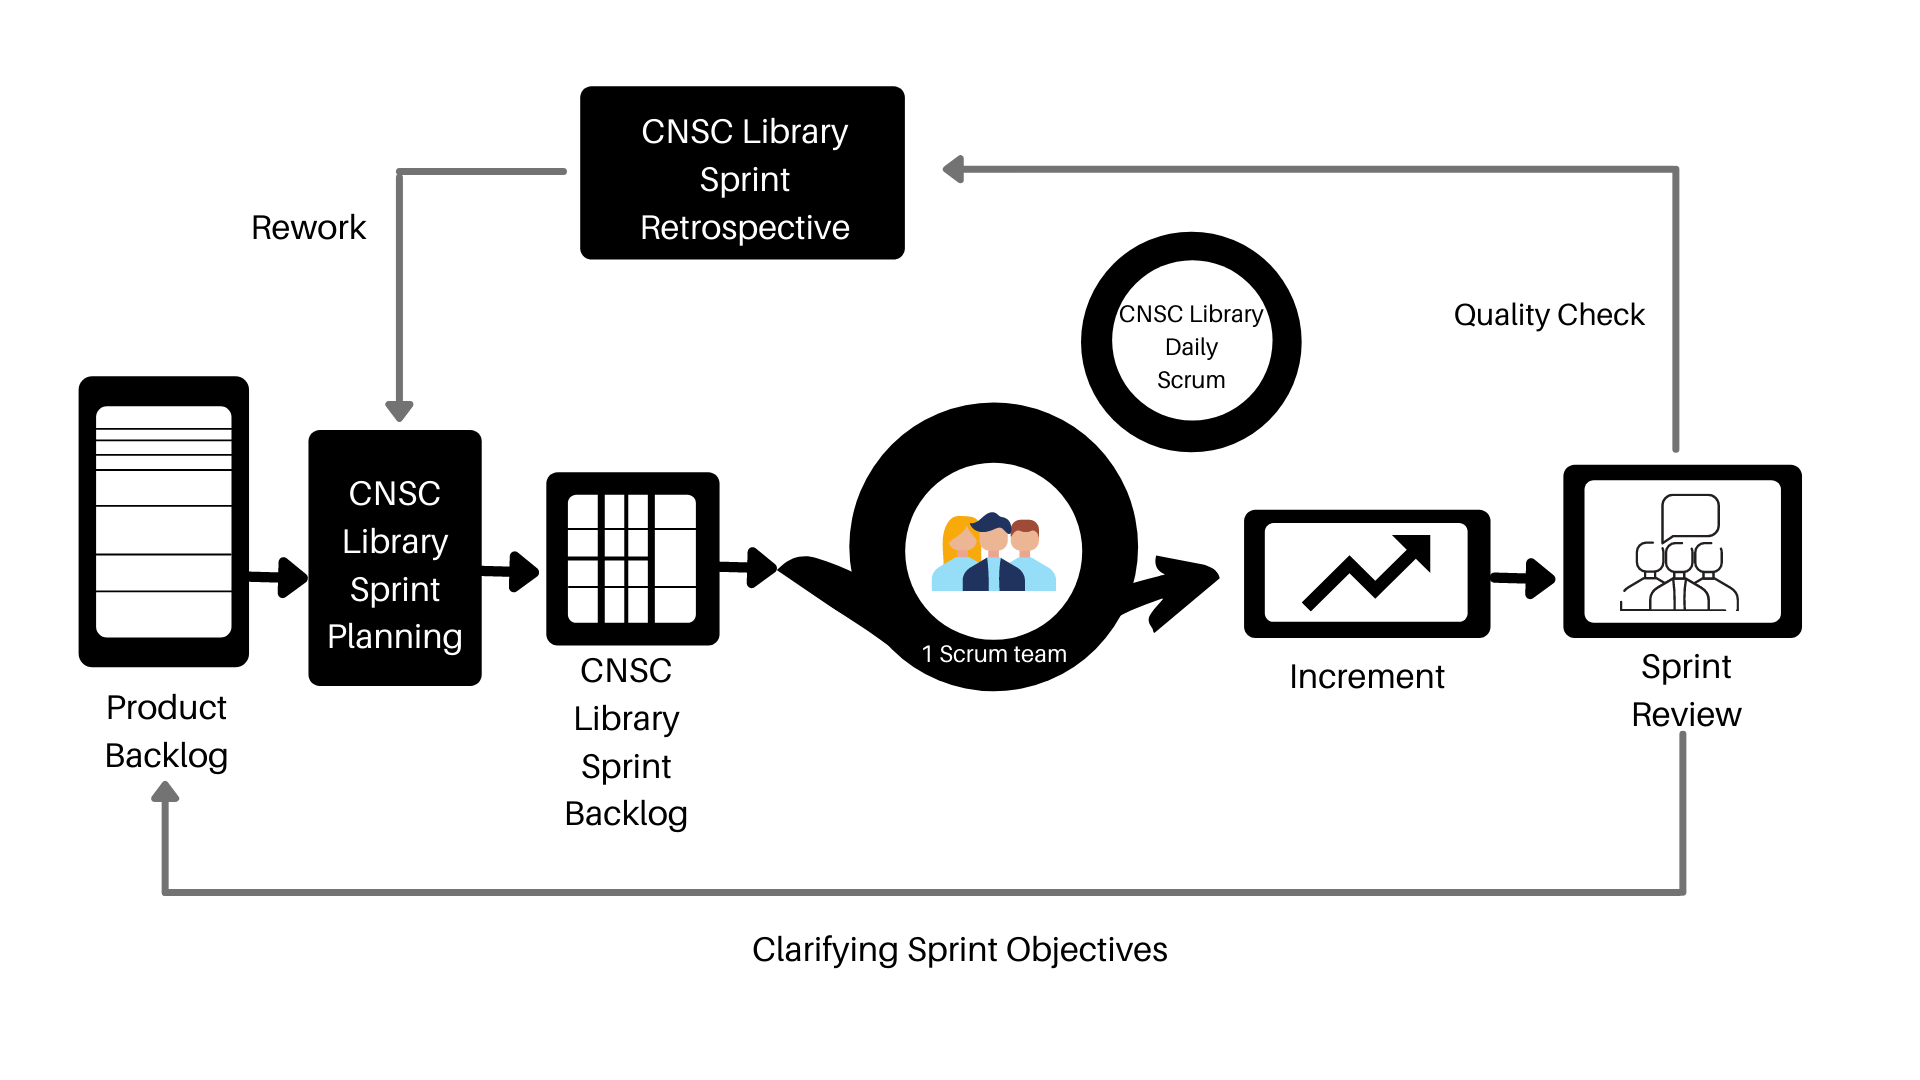 CNSC Library
Sprint
Retrospective
Rework
CNSC Library
Daily
Scrum
Quality Check
CNSC
Library
Sprint
Planning
1 Scrum team
Product
Backlog
CNSC
Library
Sprint
Backlog
Increment
Sprint
Review
Clarifying Sprint Objectives